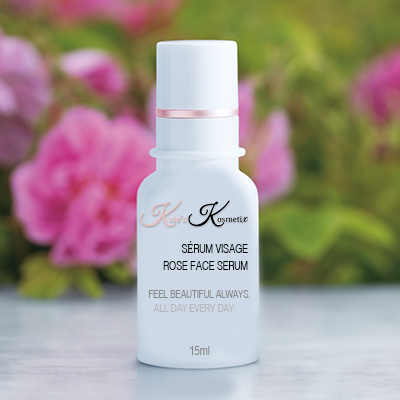 Kosmetix
SÉRUM VISAGE
ROSE FACE SERUM
FEEL BEAUTIFUL ALWAYS.
ALL DAY EVERY DAY
15ml